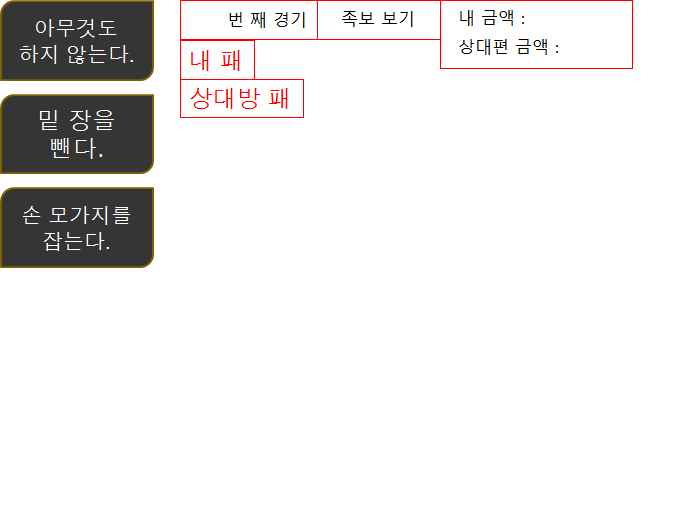 아무것도
하지 않는다.
밑 장을
뺀다.
손 모가지를
잡는다.
번 째 경기
족보 보기
내 금액 :
상대편 금액 :
내 패
상대방 패